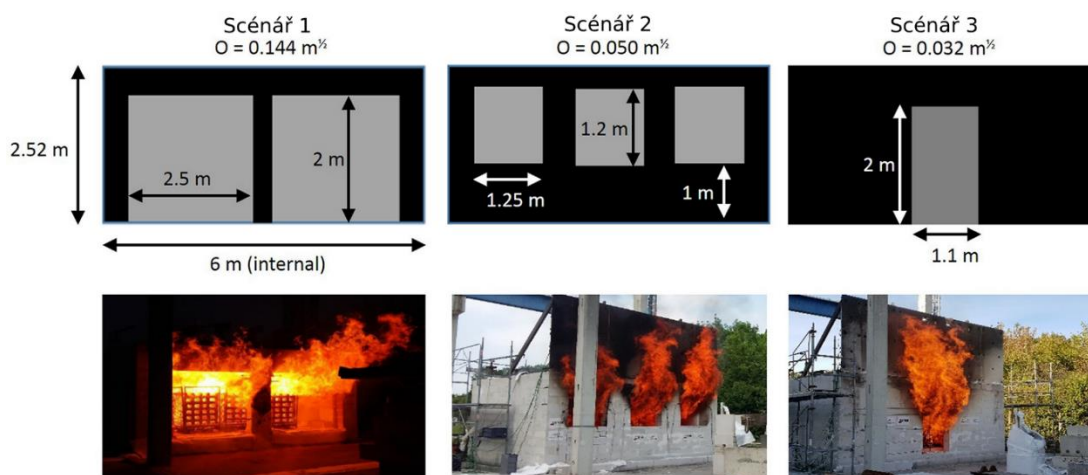 Scénář 1
O = 0.144 m½
Scénář 2
O = 0.050 m½
Scénář 3
O = 0.032 m½
2.52 m
2.5 m
2 m
6 m (internal)
1.2 m
1.25 m
1 m
2 m
1.1 m